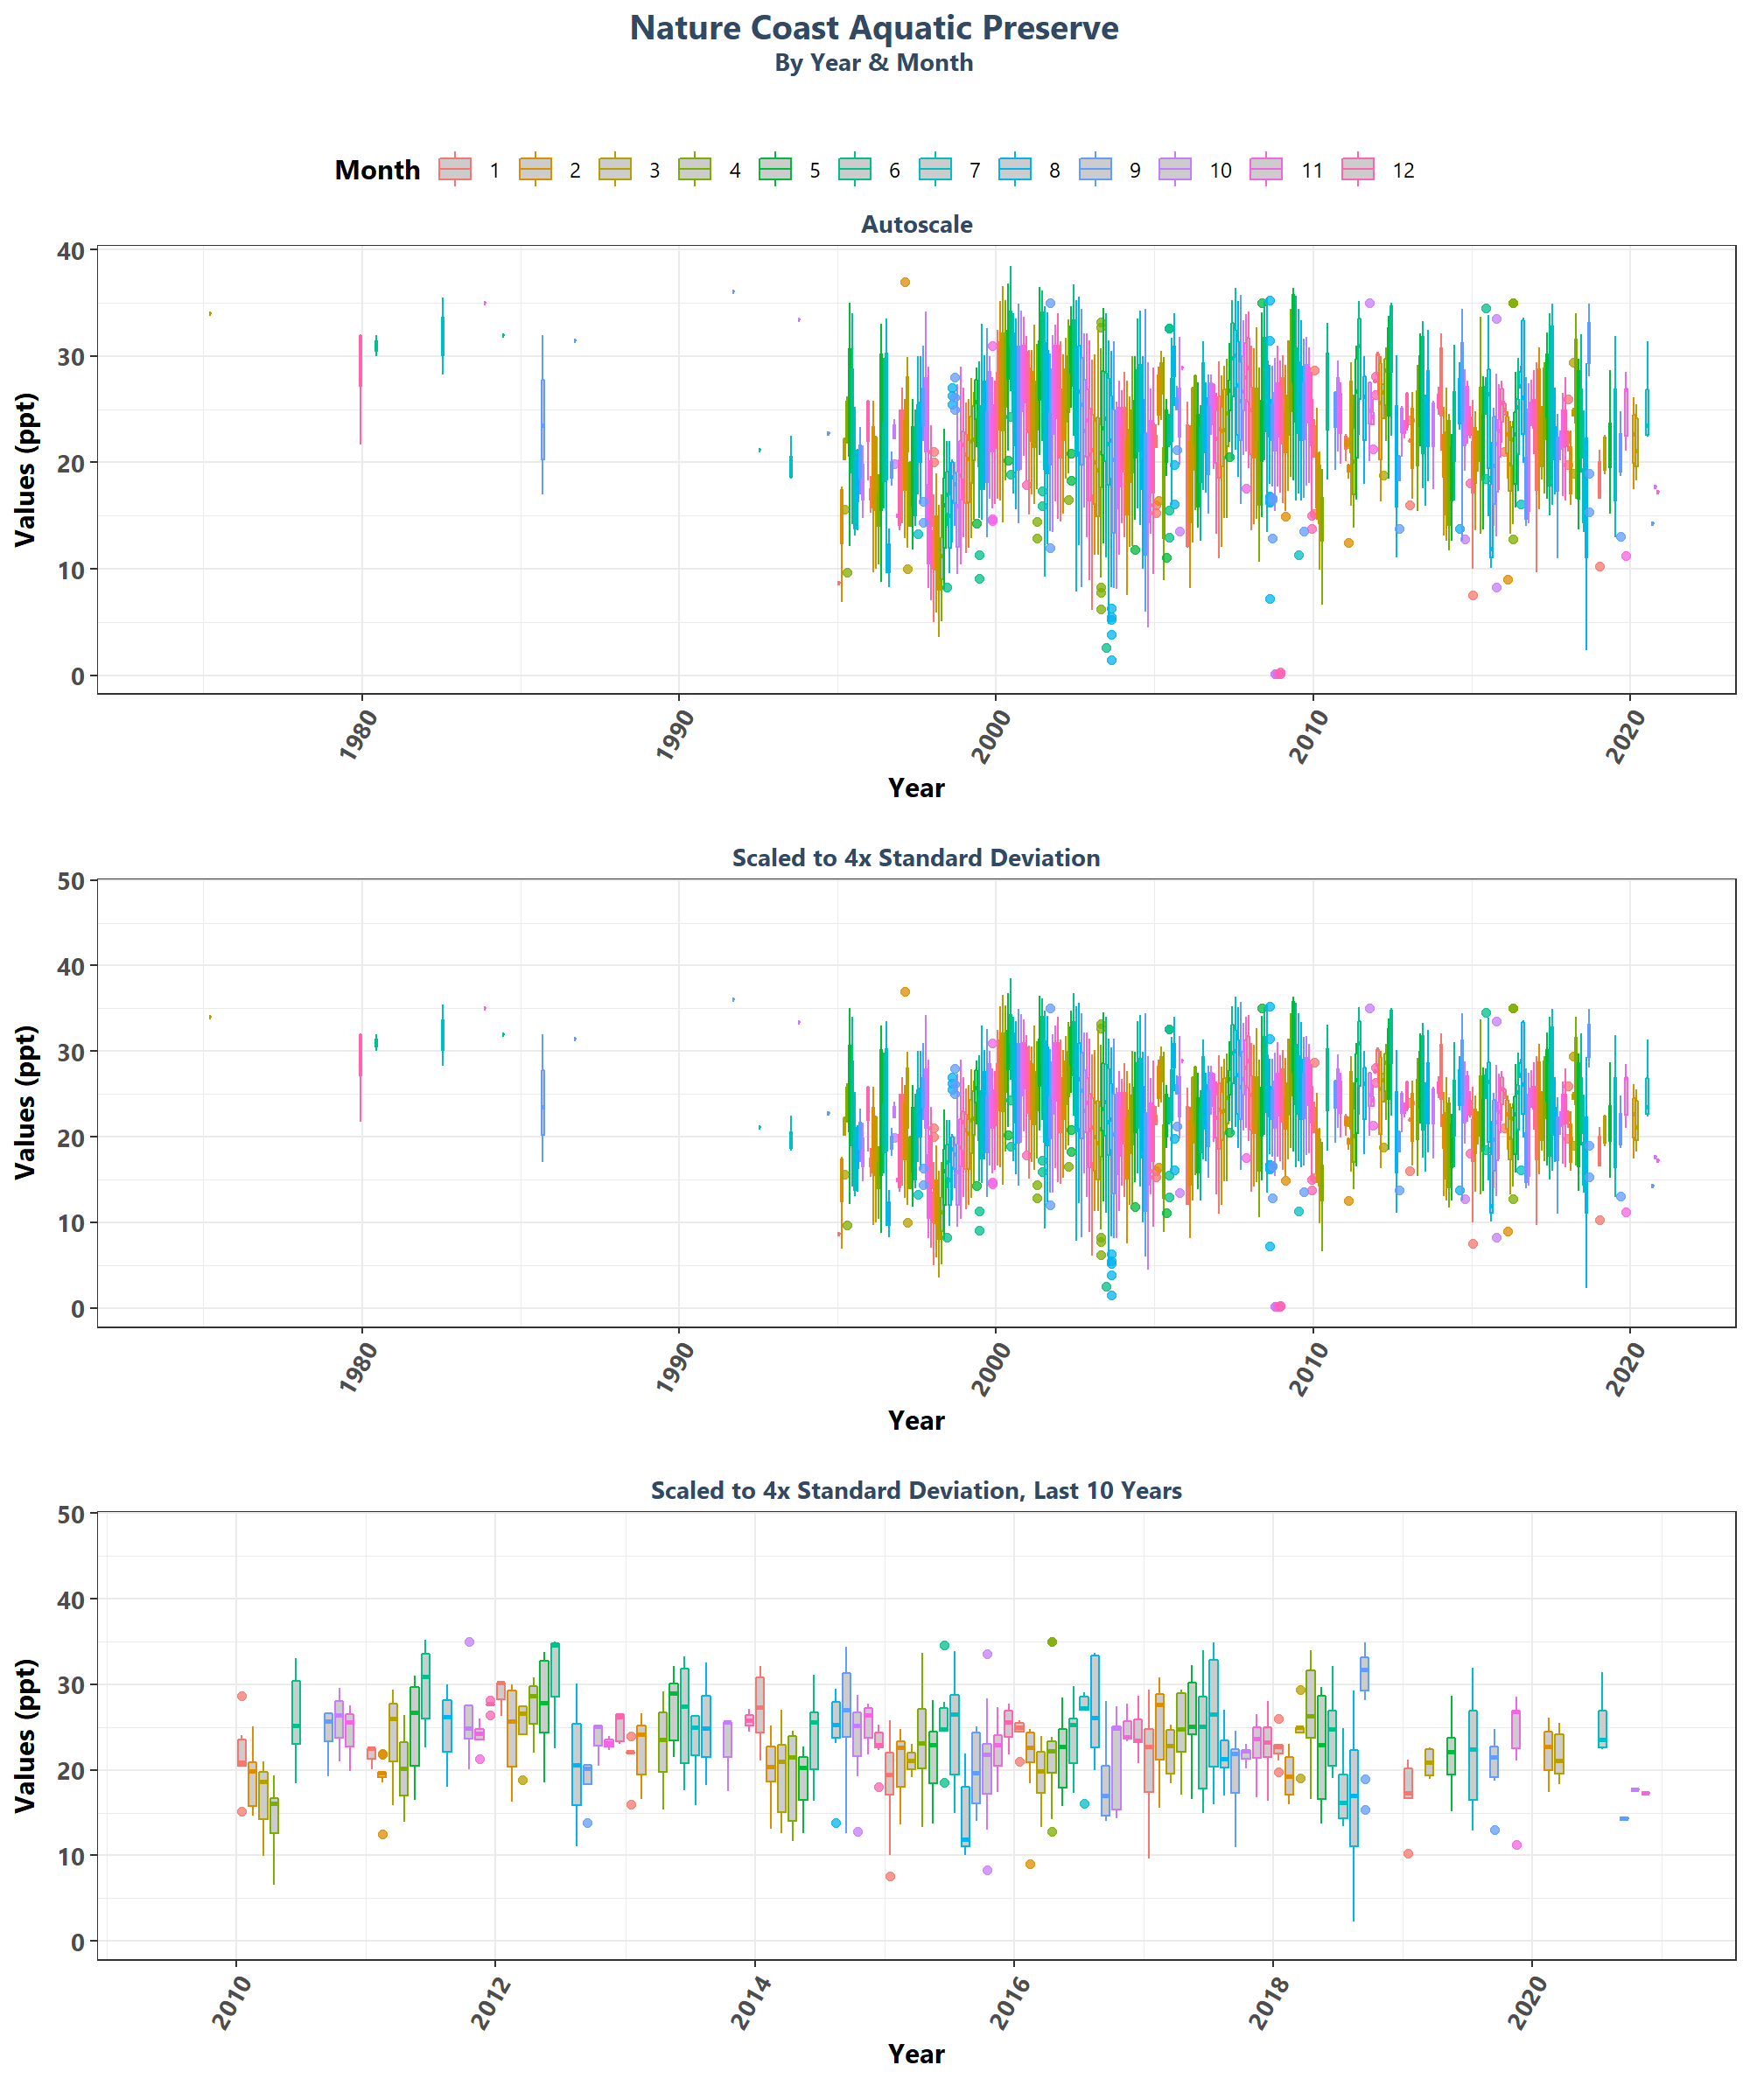 Nature Coast Aquatic Preserve
By Year & Month
Month 1 2 3 4 5 6 7 8 9 10 11 12
Autoscale
Values (ppt)
40
30
20
10
0
1980 1990 2000 2010 2020
Year
Scaled to 4x Standard Deviation
Values (ppt)
50
40
30
20
10
0
1980 1990 2000 2010 2020
Year
Scaled to 4x Standard Deviation, Last 10 Years
Values (ppt)
50
40
30
20
10
0
2010 2012 2014 2016 2018 2020
Year